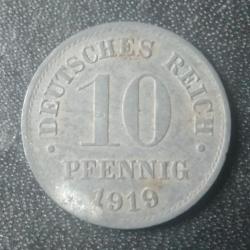 DEUTSCHES REICH
10
PFENNIG
1919